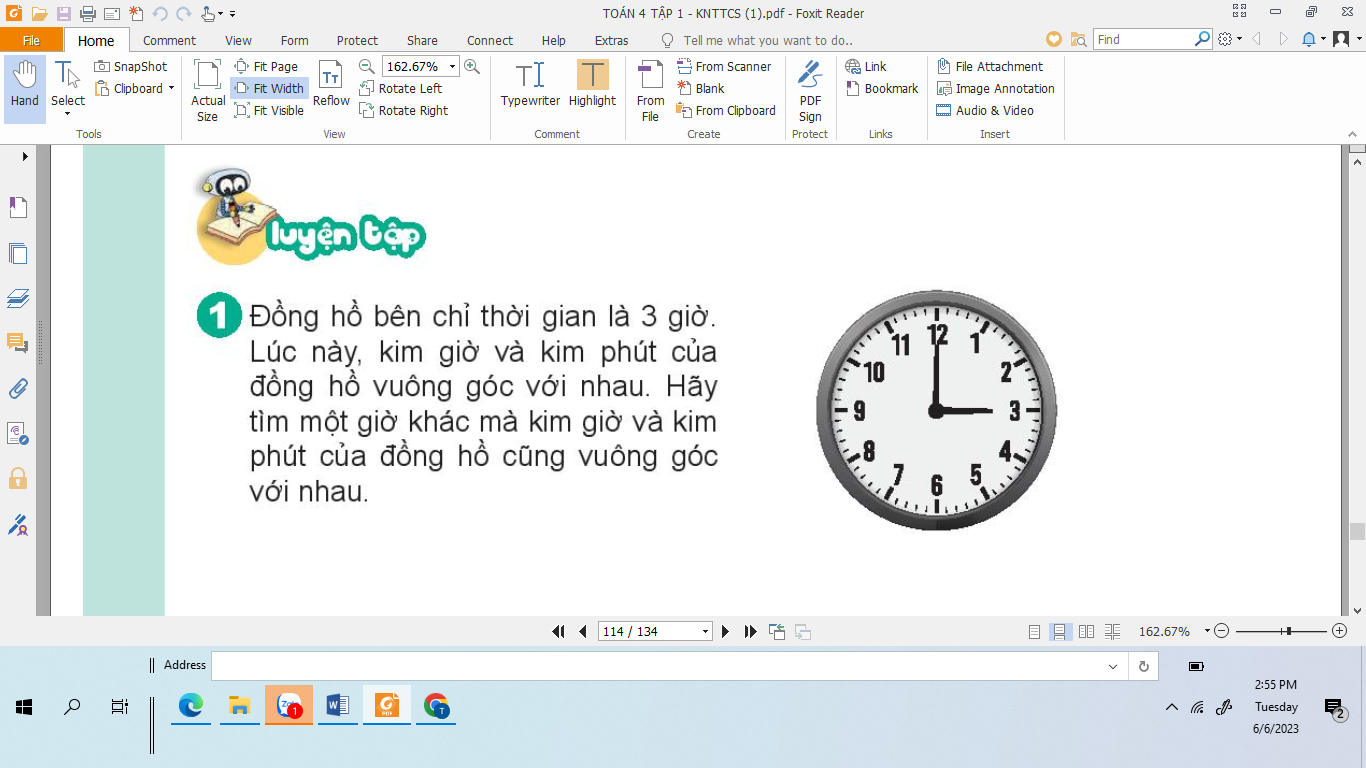 TOÁN 4 TẬP 1 - KNTTCS (1).pdf - Foxit Reader
File Home Comment View Form Protect Share Connect Help Extras Tell me what you want to do.. Find
Hand Select SnapShot Clipboard
Tools
Actual Size Fit Page Fit Width Fit Visible Reflow 162.67% Rotate Left Rotate Right
View
Typewriter Highlight
Comment
From File From Scanner Blank From Clipboard
Create
PDF Sign
Protect
Link Bookmark
Links
File Attachment Image Annotation Audio & Video
Insert
luyện tập
1 Đồng hồ bên chỉ thời gian là 3 giờ.
Lúc này, kim giờ và kim phút của
đồng hồ vuông góc với nhau. Hãy
tìm một giờ khác mà kim giờ và kim
phút của đồng hồ cũng vuông góc
với nhau.
12 1 2 3 4 5 6 7 8 9 10 11
114 / 134 162.67%
Address
Zalo 1 W PDF T
2:55 PM
Tuesday
6/6/2023
2